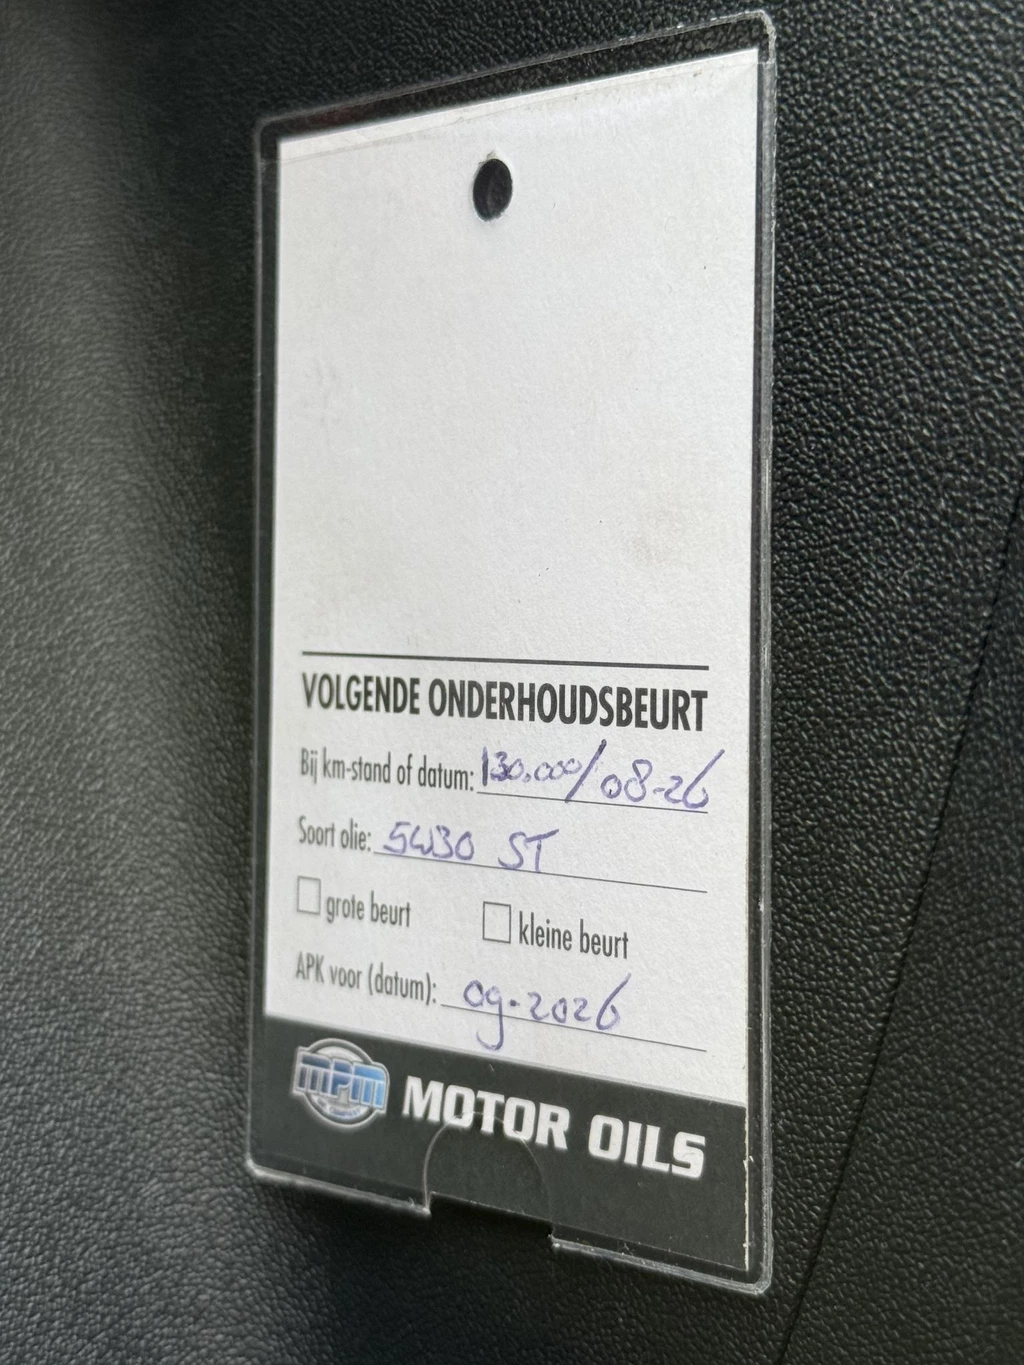 VOLGENDE ONDERHOUDSBEURT
Bij km-stand of datum: 130.000/08-26
Soort olie: 5W30 ST
grote beurt kleine beurt
APK voor (datum): 09-2026
MPM MOTOR OILS